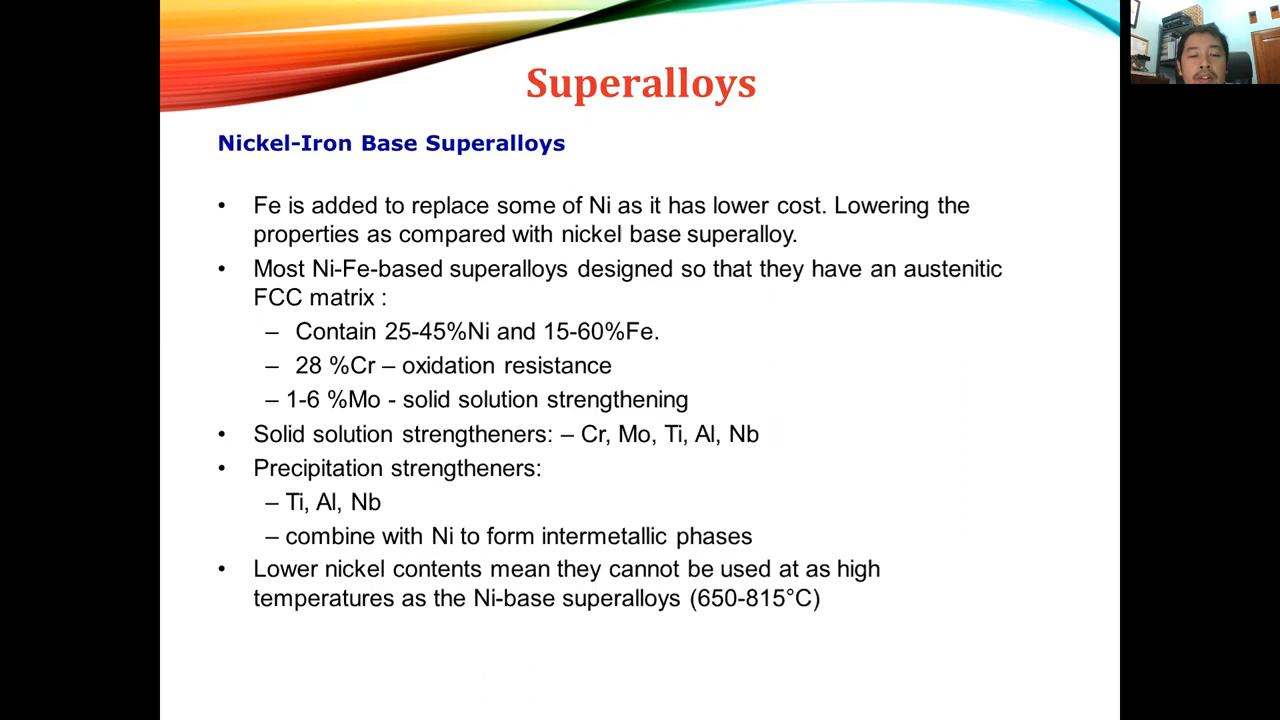 Superalloys
Nickel-Iron Base Superalloys
• Fe is added to replace some of Ni as it has lower cost. Lowering the
properties as compared with nickel base superalloy.
• Most Ni-Fe-based superalloys designed so that they have an austenitic
FCC matrix :
– Contain 25-45%Ni and 15-60%Fe.
– 28 %Cr – oxidation resistance
– 1-6 %Mo - solid solution strengthening
• Solid solution strengtheners: – Cr, Mo, Ti, Al, Nb
• Precipitation strengtheners:
– Ti, Al, Nb
– combine with Ni to form intermetallic phases
• Lower nickel contents mean they cannot be used at as high
temperatures as the Ni-base superalloys (650-815°C)